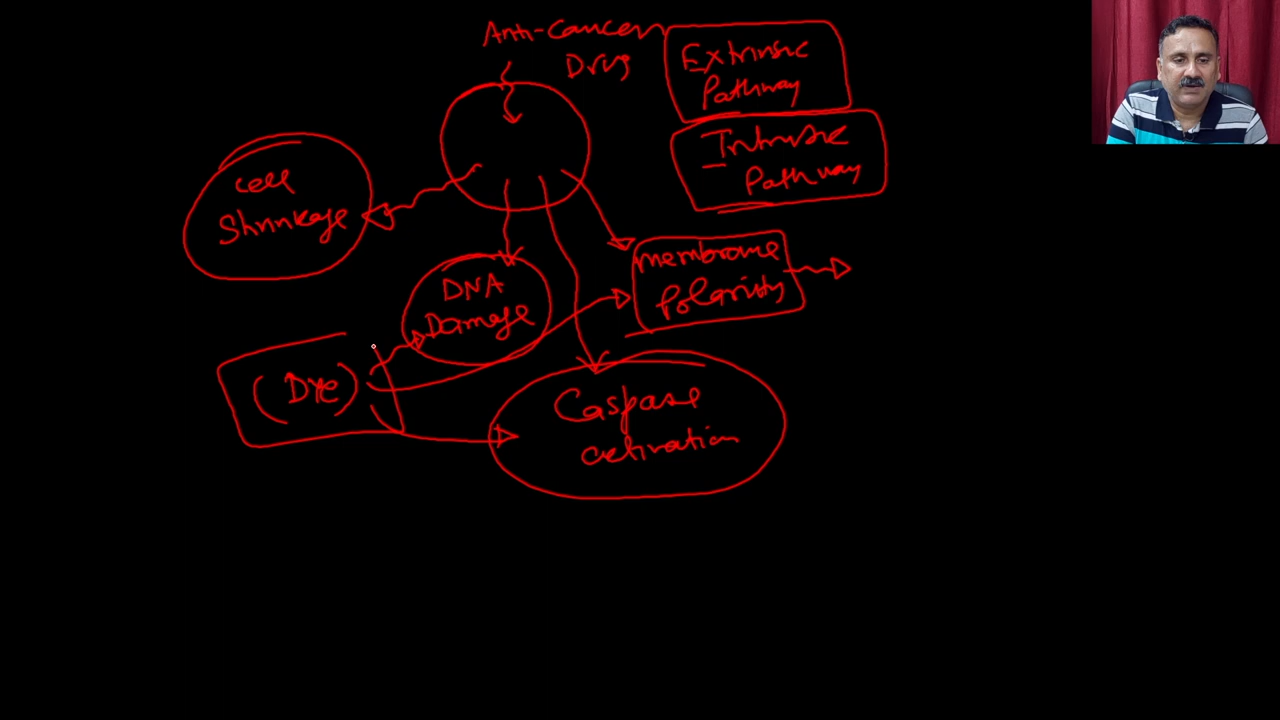 Anti-Cancer
Drug
Extrinsic
Pathway
Intrinsic
Pathway
Cell
Shrinkage
DNA
Damage
membrane
Polarity
(Dye)
Caspase
activation